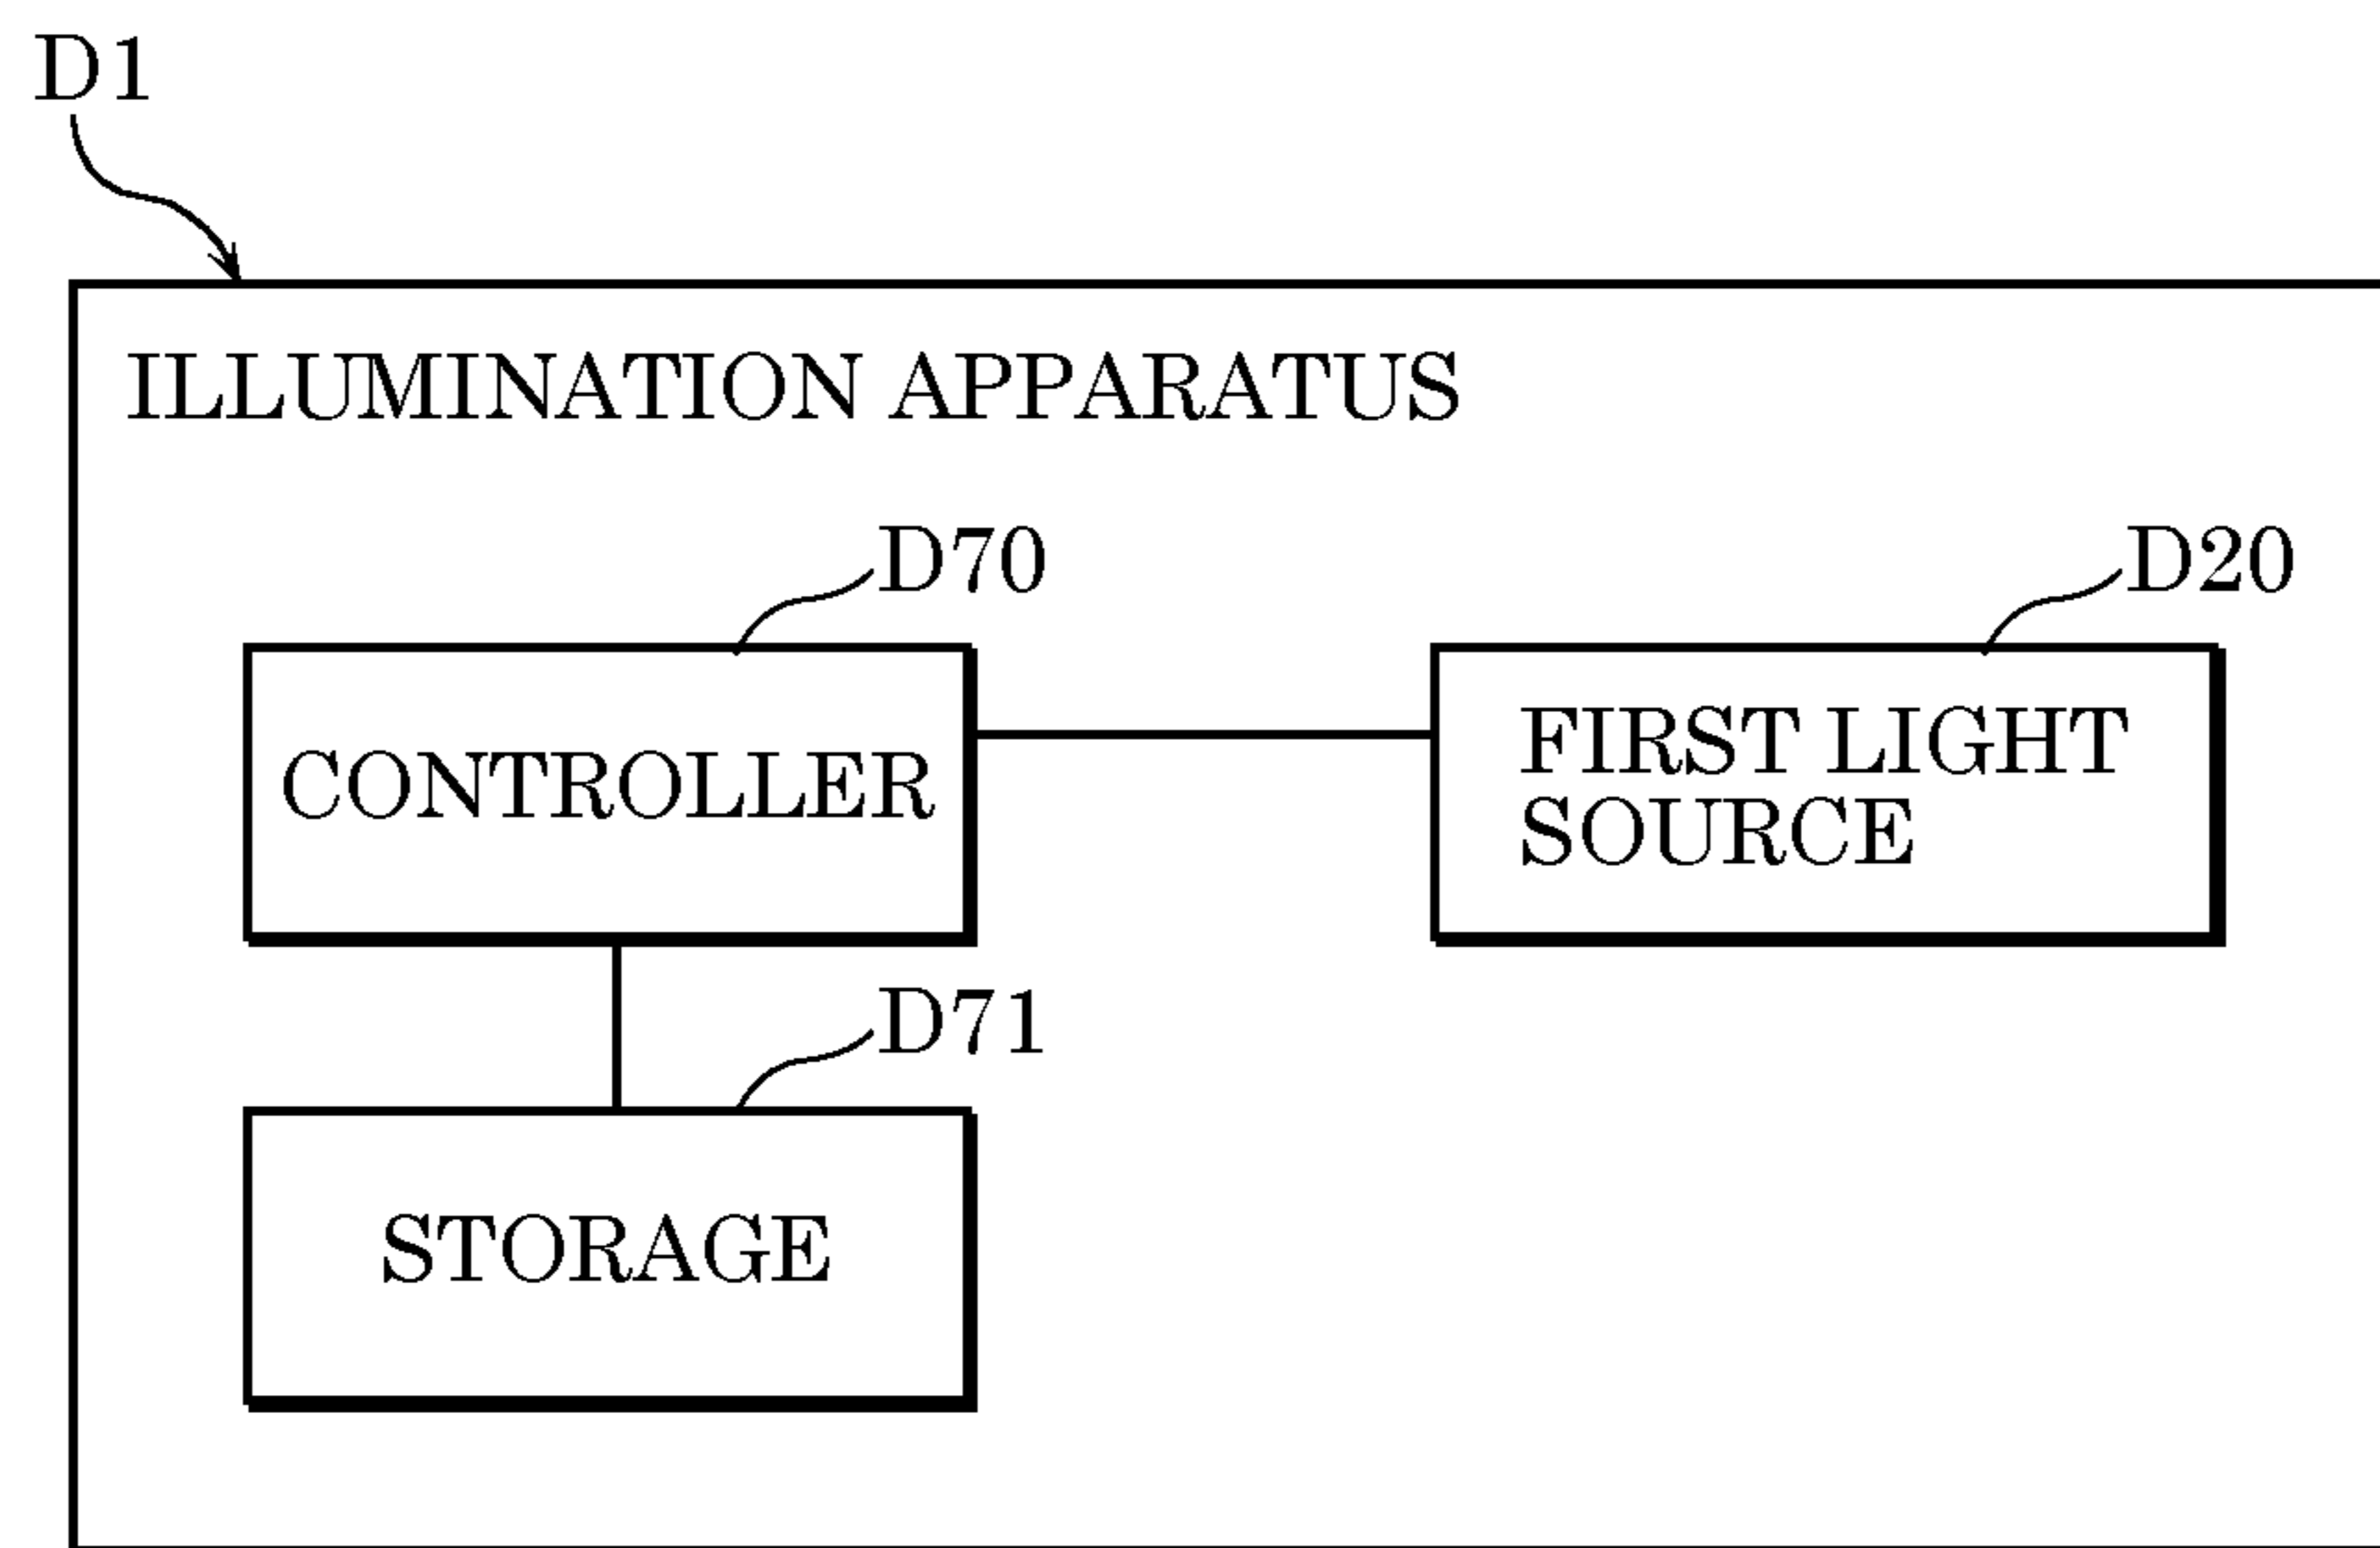 D1
ILLUMINATION APPARATUS
D70
D20
CONTROLLER
FIRST LIGHT
SOURCE
D71
STORAGE